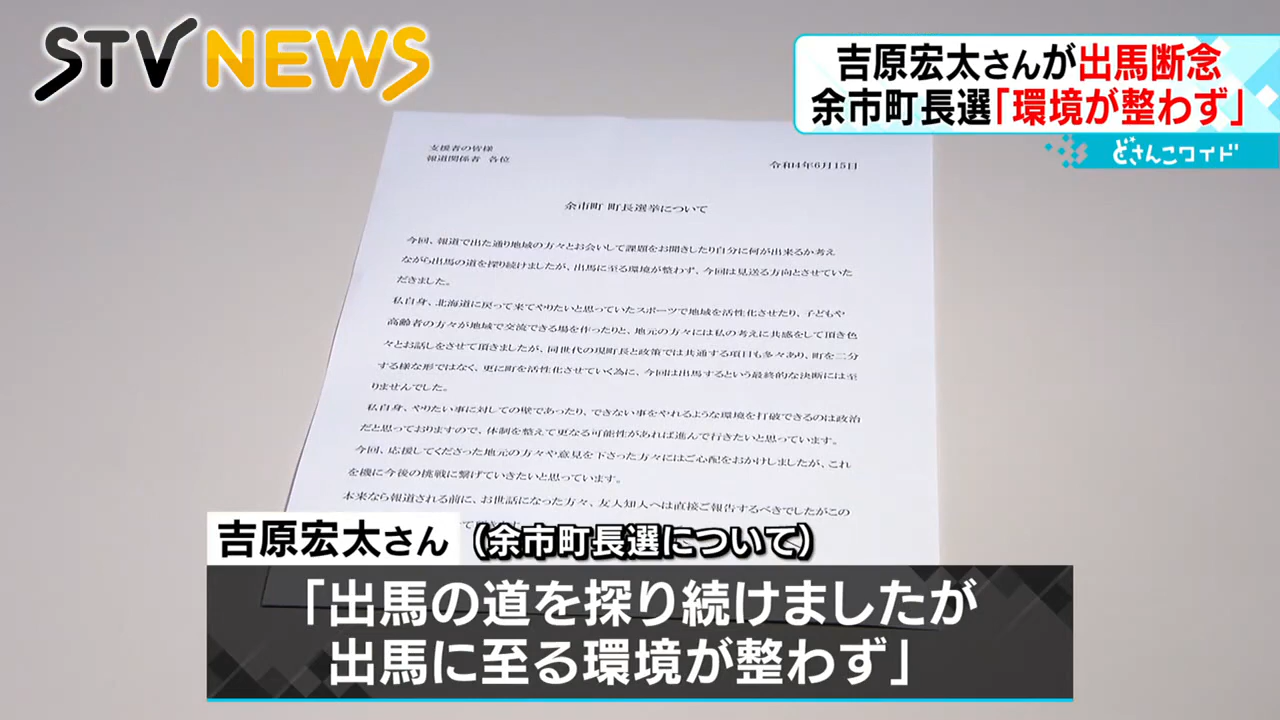 STV NEWS
吉原宏太さんが出馬断念
余市町長選「環境が整わず」
どさんこワイド
支援者の皆様
報道関係者 各位
令和4年6月15日
余市町 町長選挙について
今回、報道で出た通り地域の方々とお会いして課題をお聞きしたり自分に何が出来るか考え
ながら出馬の道を探り続けましたが、出馬に至る環境が整わず、今回は見送る方向とさせていた
だきました。
私自身、北海道に戻って来てやりたいと思っていたスポーツで地域を活性化させたり、子どもや
高齢者の方々が地域で交流できる場を作ったりと、地元の方々には私の考えに共感をして頂き色
々とお話しをさせて頂きましたが、同世代の現町長と政策では共通する項目も多々あり、町を二分
する様な形ではなく、更に町を活性化させていく為に、今回は出馬するという最終的な決断には至
りませんでした。
私自身、やりたい事に対しての壁であったり、できない事をやれるような環境を打破できるのは政治
だと思っておりますので、体制を整えて更なる可能性があれば進んで行きたいと思っています。
今回、応援してくださった地元の方々や意見を下さった方々にはご心配をおかけしましたが、これ
を機に今後の挑戦に繋げていきたいと思っています。
本来なら報道される前に、お世話になった方々、友人知人へは直接ご報告するべきでしたがこの
吉原宏太さん（余市町長選について）
「出馬の道を探り続けましたが
出馬に至る環境が整わず」